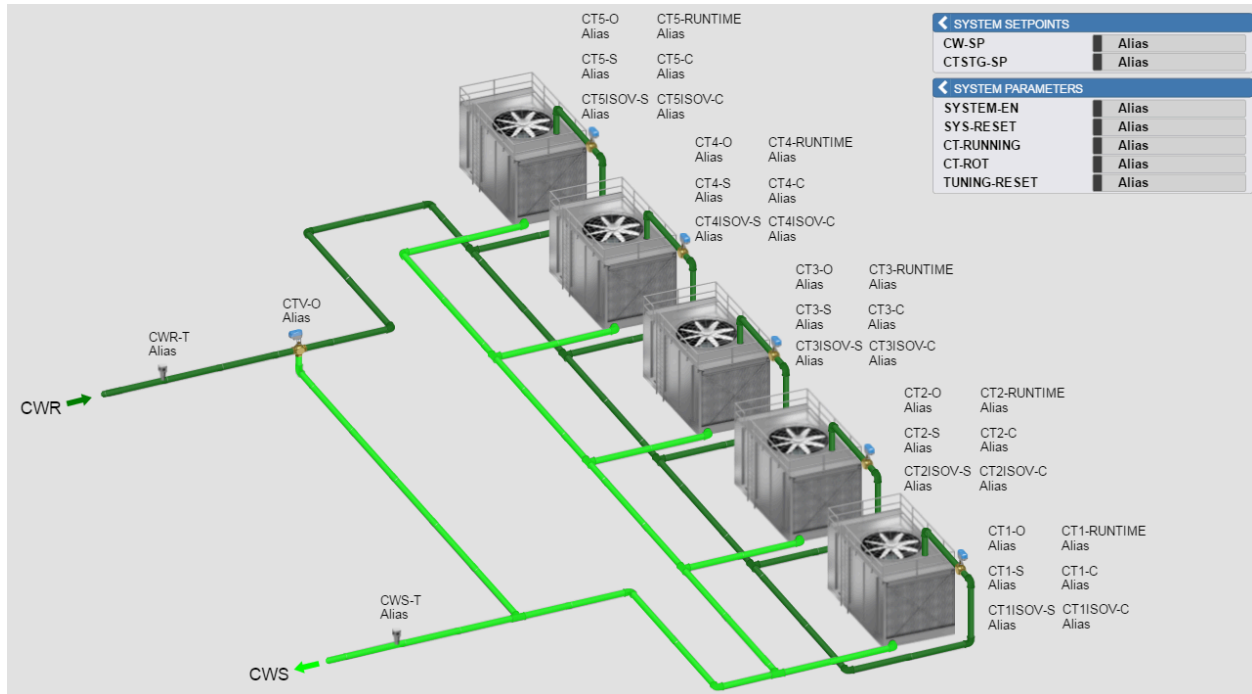 CT5-O CT5-RUNTIME
Alias Alias
CT5-S CT5-C
Alias Alias
CT5ISOV-S CT5ISOV-C
Alias Alias
SYSTEM SETPOINTS
CW-SP Alias
CTSTG-SP Alias
SYSTEM PARAMETERS
SYSTEM-EN Alias
SYS-RESET Alias
CT-RUNNING Alias
CT-ROT Alias
TUNING-RESET Alias
CT4-O CT4-RUNTIME
Alias Alias
CT4-S CT4-C
Alias Alias
CT4ISOV-S CT4ISOV-C
Alias Alias
CT3-O CT3-RUNTIME
Alias Alias
CT3-S CT3-C
Alias Alias
CT3ISOV-S CT3ISOV-C
Alias Alias
CTV-O
Alias
CWR-T
Alias
CWR
CT2-O CT2-RUNTIME
Alias Alias
CT2-S CT2-C
Alias Alias
CT2ISOV-S CT2ISOV-C
Alias Alias
CT1-O CT1-RUNTIME
Alias Alias
CT1-S CT1-C
Alias Alias
CT1ISOV-S CT1ISOV-C
Alias Alias
CWS-T
Alias
CWS